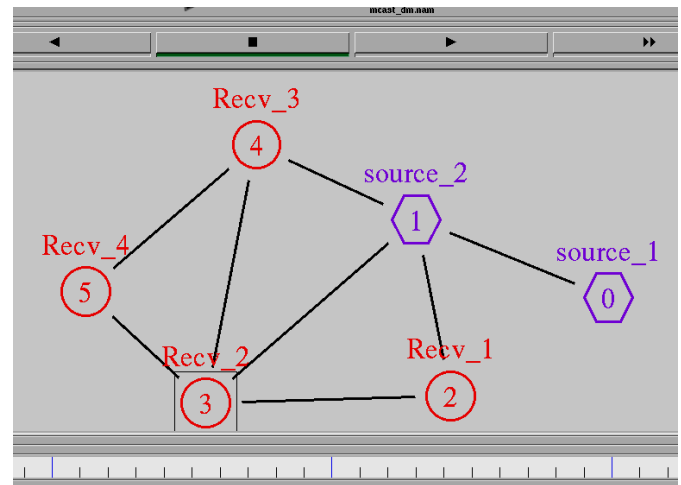 mcast_dm.nam
Recv_3
4
source_2
1
Recv_4
source_1
5
0
Recv_2
Recv_1
3
2